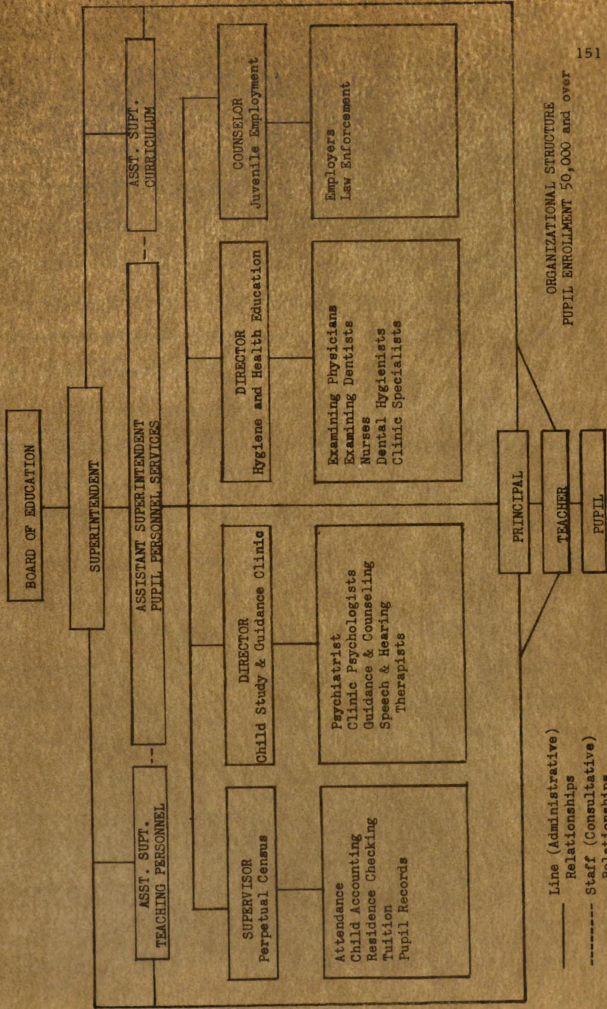 151
BOARD OF EDUCATION
SUPERINTENDENT
ASST. SUPT.
TEACHING PERSONNEL
ASSISTANT SUPERINTENDENT
PUPIL PERSONNEL SERVICES
ASST. SUPT.
CURRICULUM
SUPERVISOR
Perpetual Census
DIRECTOR
Child Study & Guidance Clinic
DIRECTOR
Hygiene and Health Education
COUNSELOR
Juvenile Employment
Attendance
Child Accounting
Residence Checking
Tuition
Pupil Records
Psychiatrist
Clinic Psychologists
Guidance & Counseling
Speech & Hearing
Therapists
Examining Physicians
Examining Dentists
Nurses
Dental Hygienists
Clinic Specialists
Employers
Law Enforcement
PRINCIPAL
TEACHER
PUPIL
Line (Administrative)
Relationships
Staff (Consultative)
Relationships
ORGANIZATIONAL STRUCTURE
PUPIL ENROLLMENT 50,000 and over